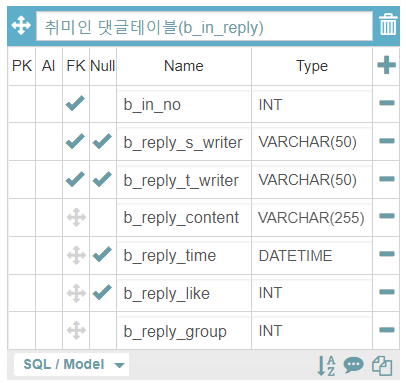 취미인 댓글테이블(b_in_reply)
PK AI FK Null Name Type
b_in_no INT
b_reply_s_writer VARCHAR(50)
b_reply_t_writer VARCHAR(50)
b_reply_content VARCHAR(255)
b_reply_time DATETIME
b_reply_like INT
b_reply_group INT
SQL / Model A Z